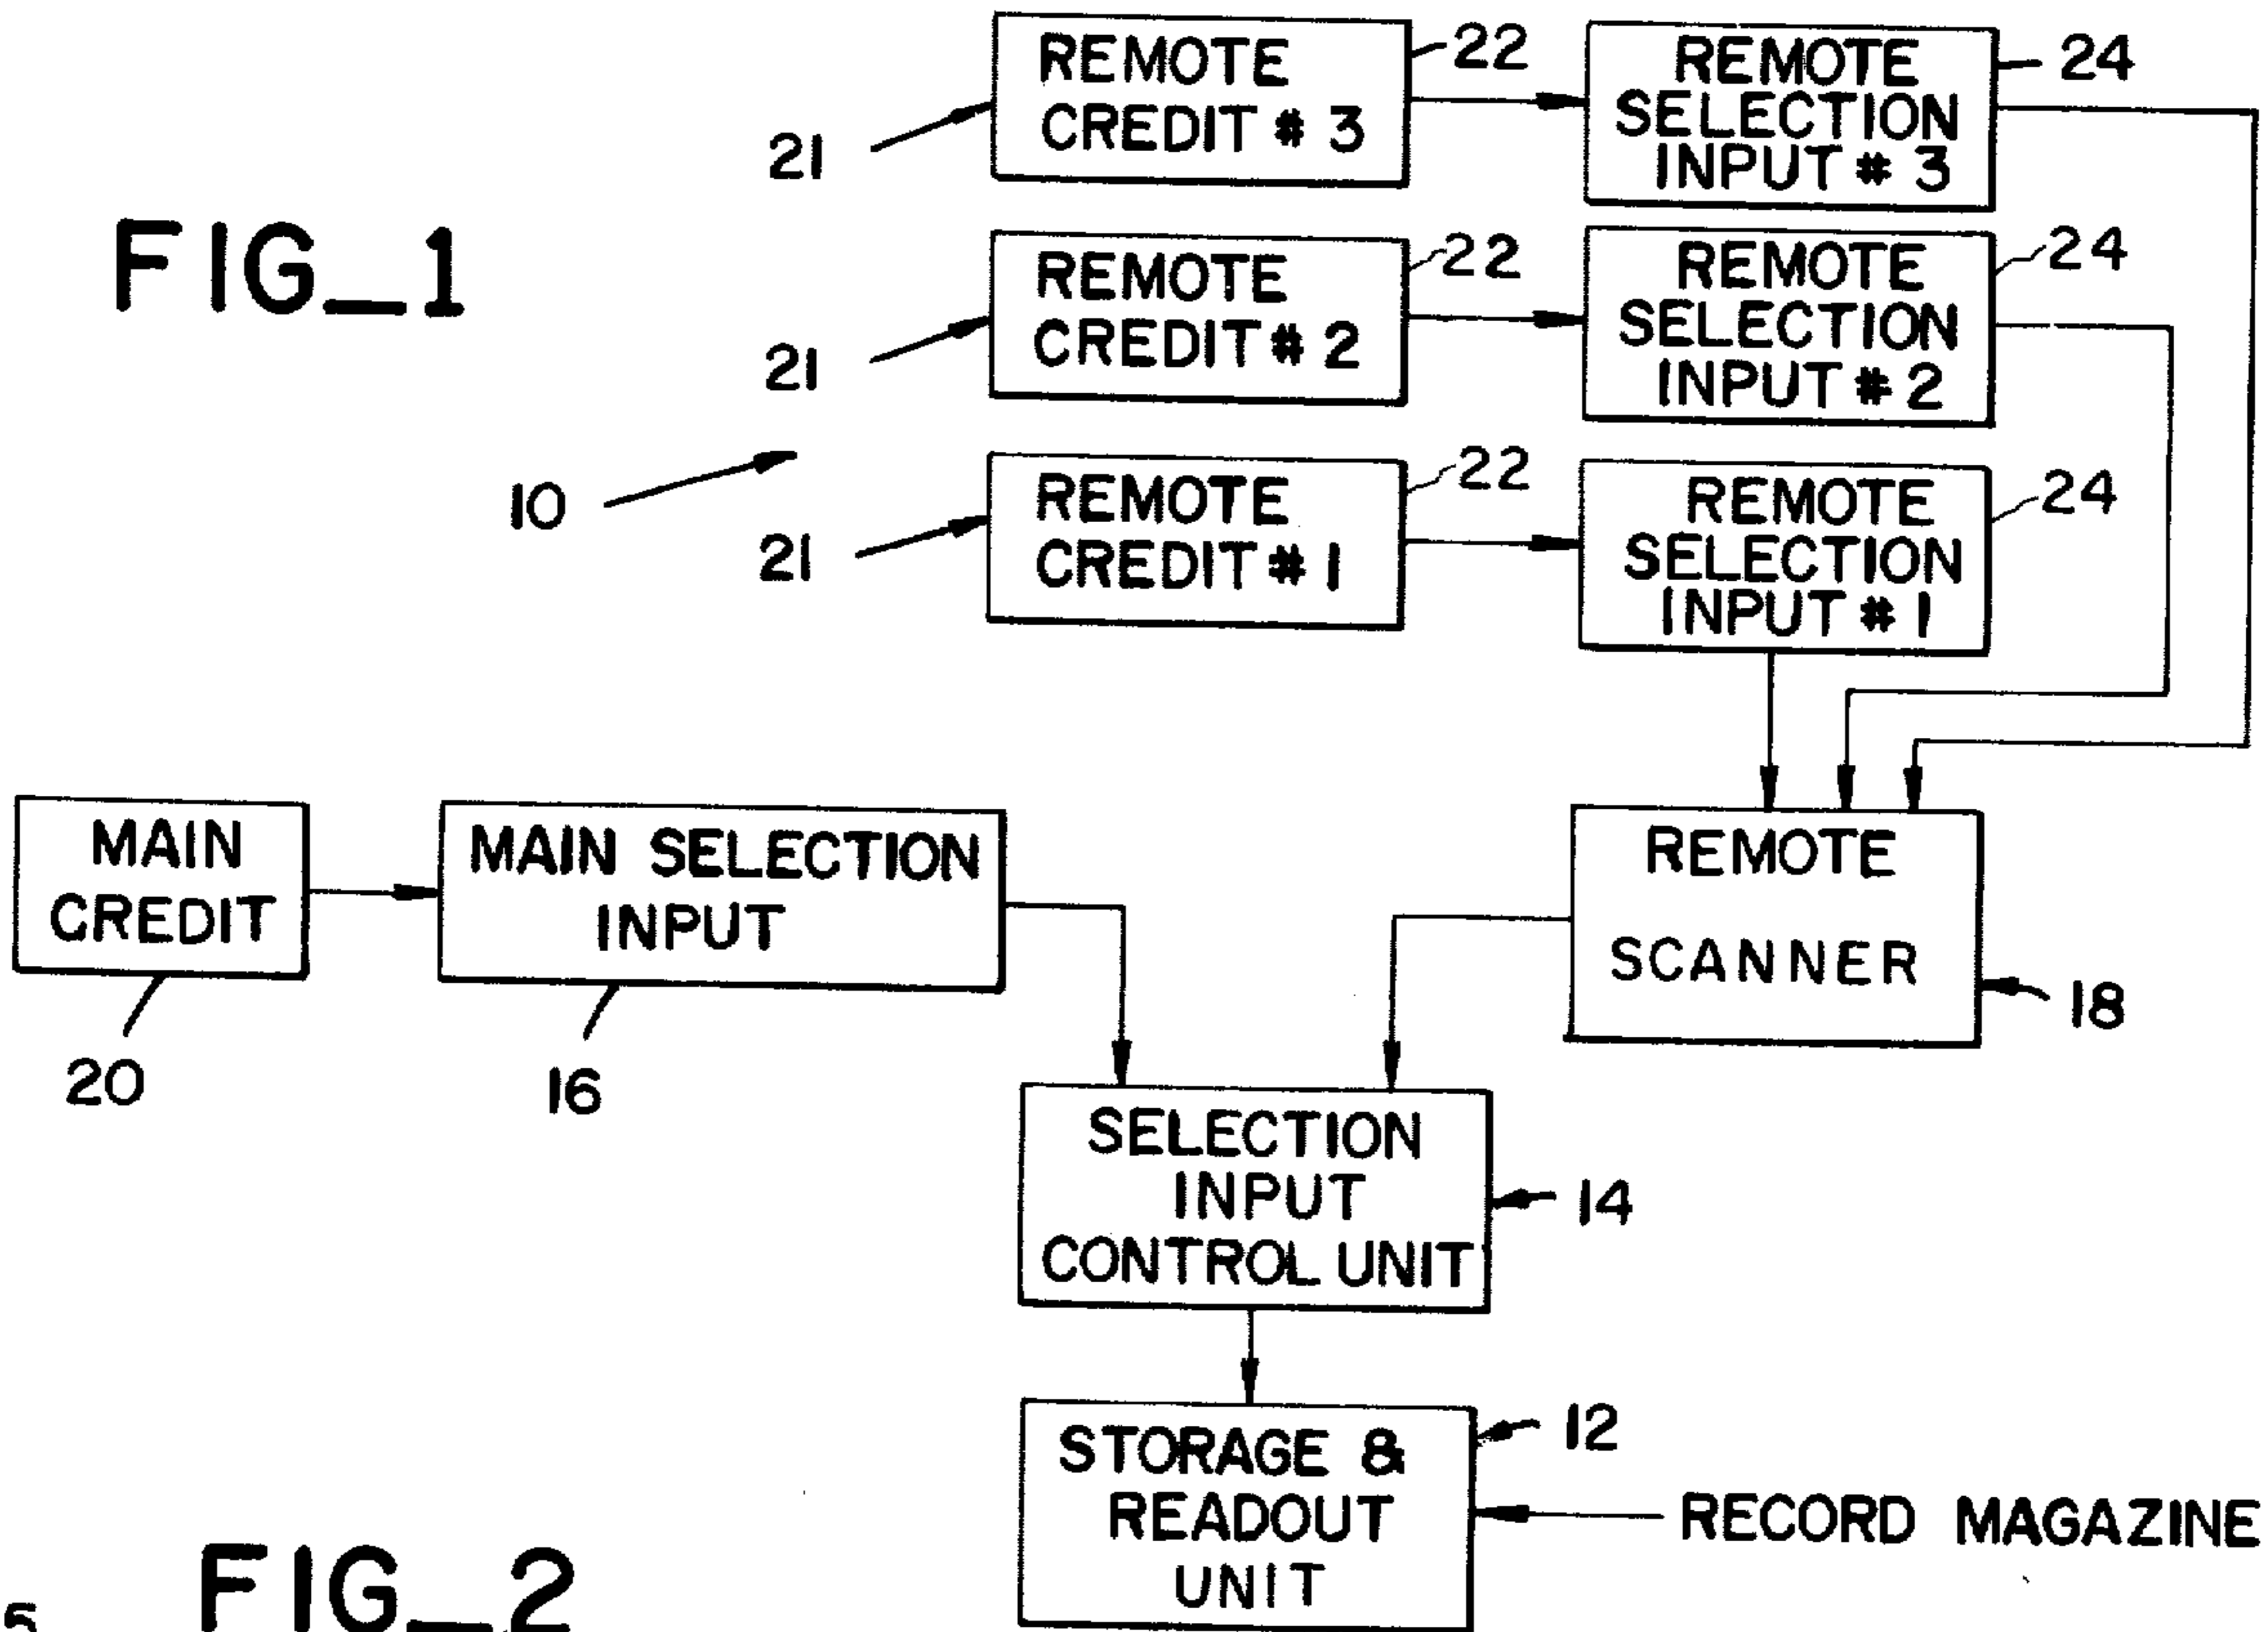 FIG_1
21
REMOTE
CREDIT # 3
22
REMOTE
SELECTION
INPUT # 3
24
21
REMOTE
CREDIT # 2
22
REMOTE
SELECTION
INPUT # 2
24
10
21
REMOTE
CREDIT # 1
22
REMOTE
SELECTION
INPUT # 1
24
MAIN
CREDIT
20
MAIN SELECTION
INPUT
16
REMOTE
SCANNER
18
SELECTION
INPUT
CONTROL UNIT
14
STORAGE &
READOUT
UNIT
12
RECORD MAGAZINE
FIG_2